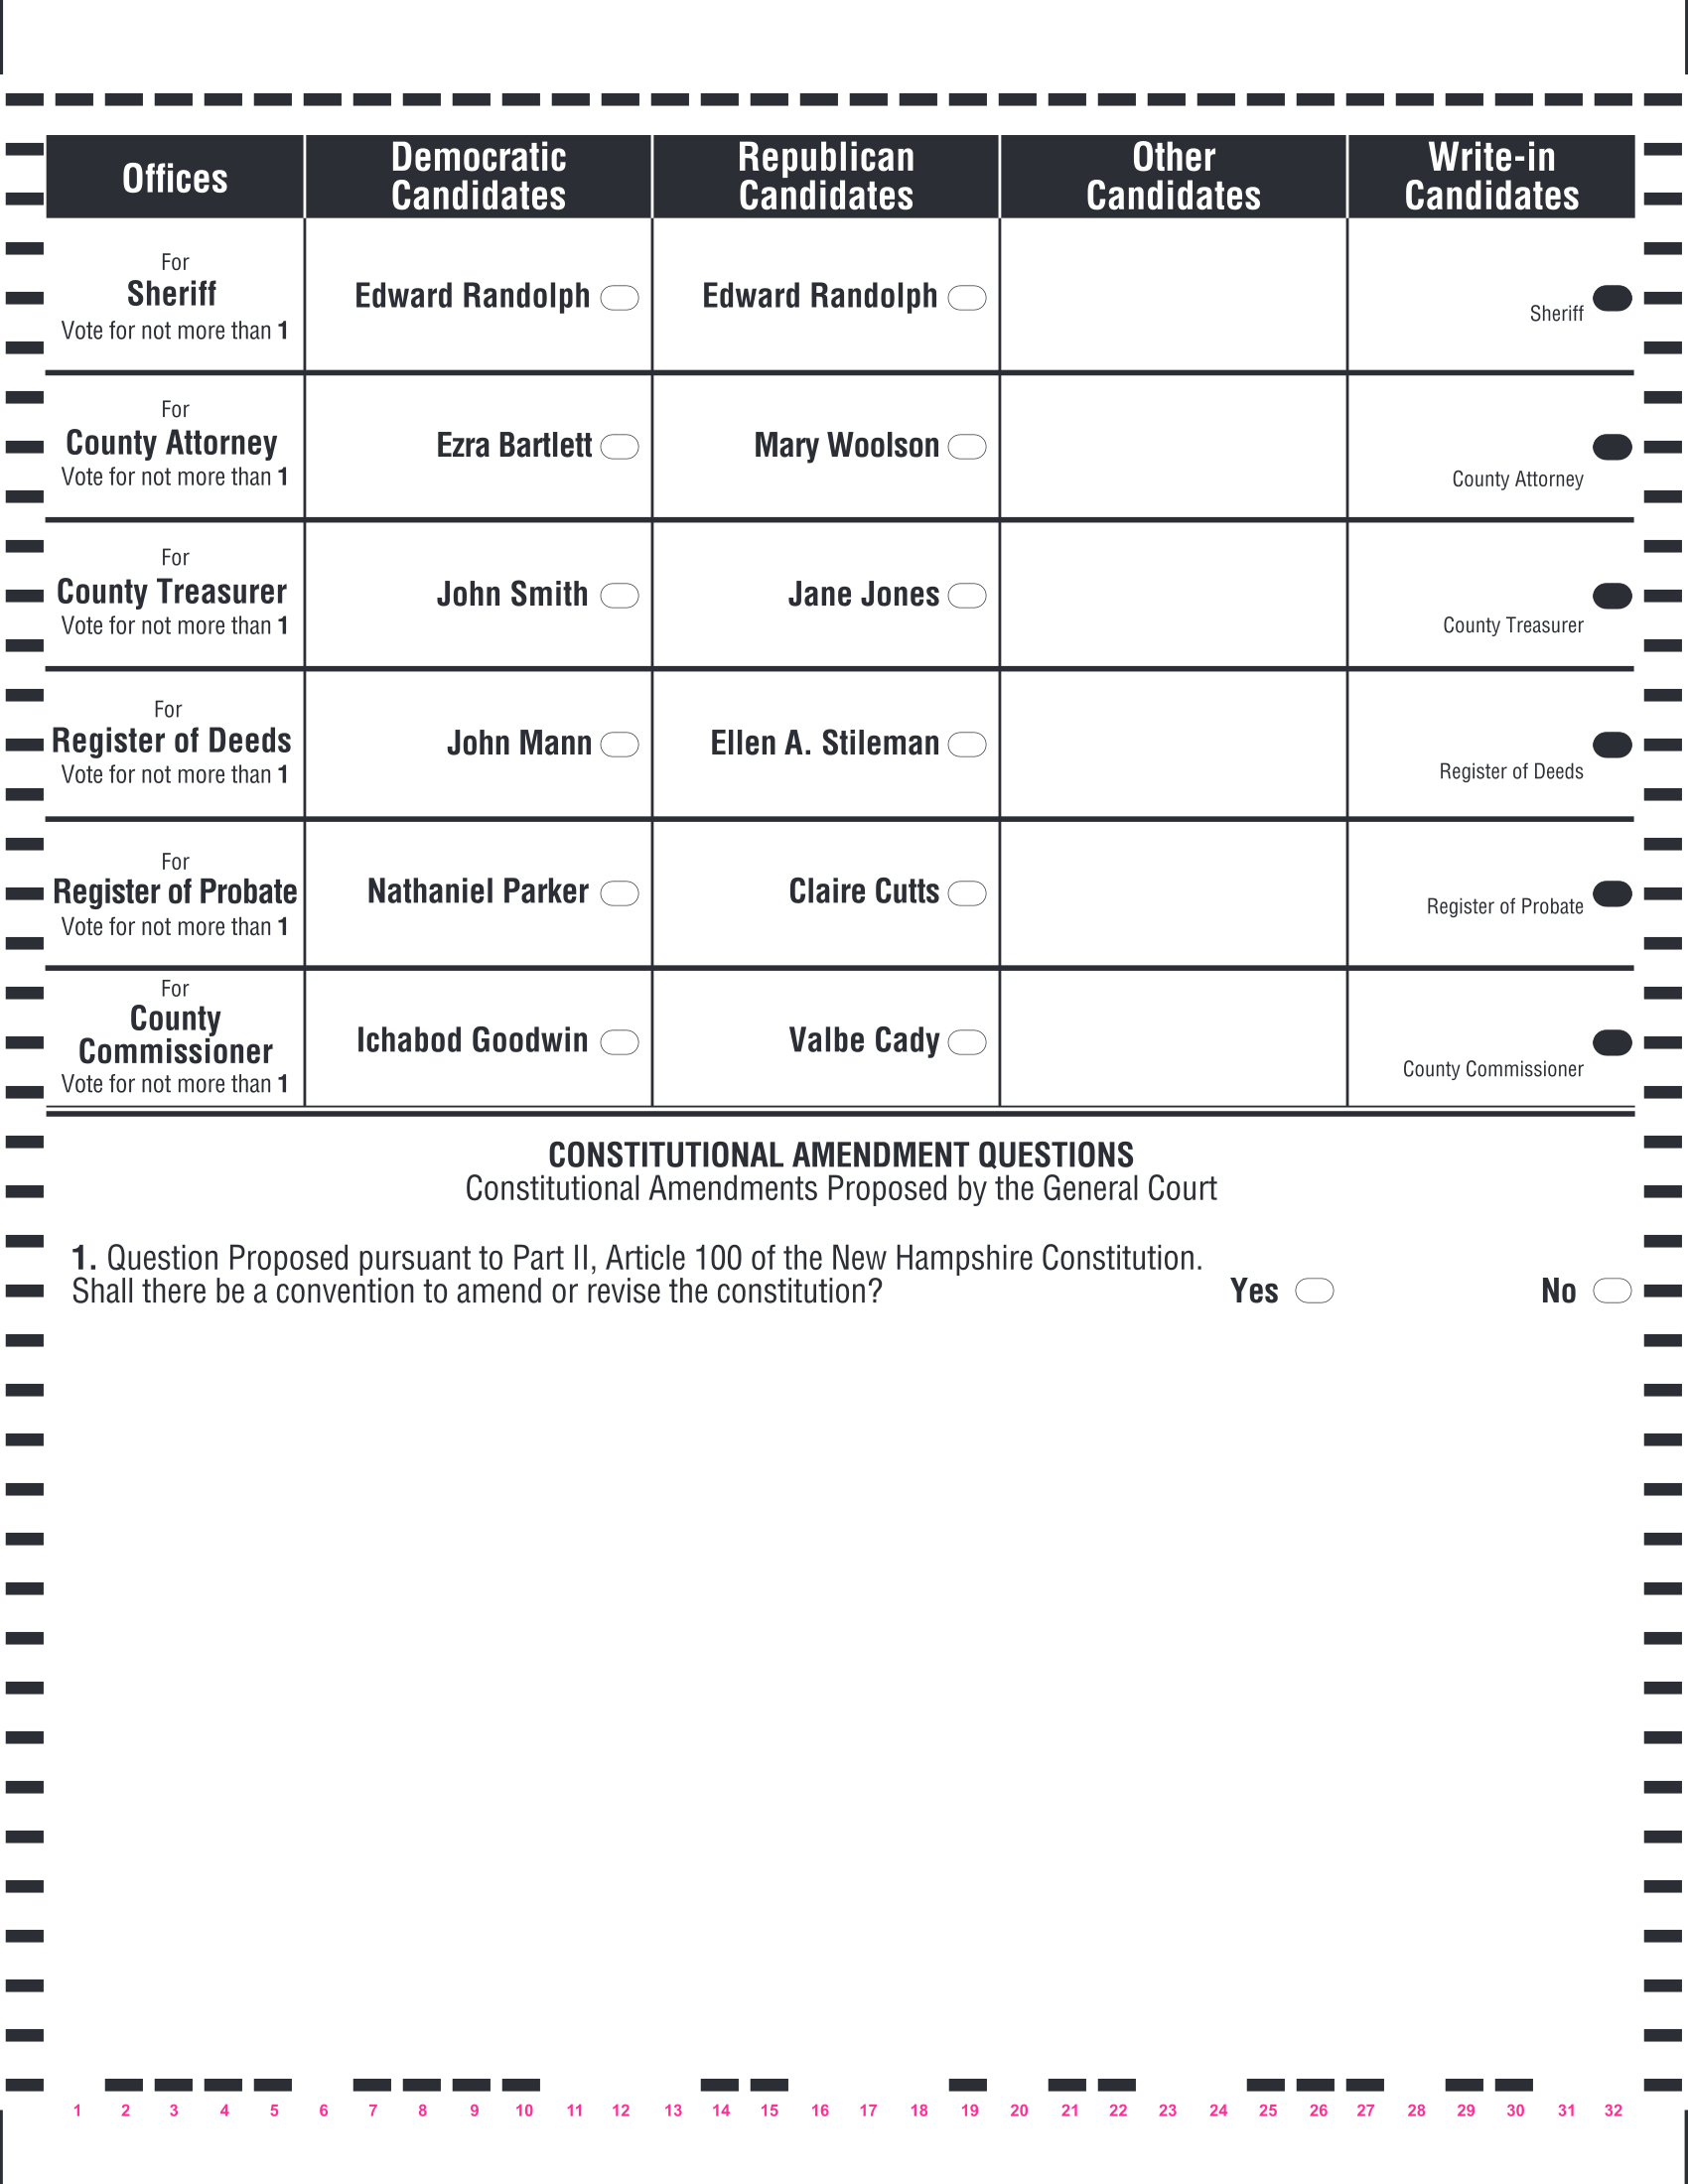 Offices
Democratic
Candidates
Republican
Candidates
Other
Candidates
Write-in
Candidates
For
Sheriff
Vote for not more than 1
Edward Randolph
Edward Randolph
Sheriff
For
County Attorney
Vote for not more than 1
Ezra Bartlett
Mary Woolson
County Attorney
For
County Treasurer
Vote for not more than 1
John Smith
Jane Jones
County Treasurer
For
Register of Deeds
Vote for not more than 1
John Mann
Ellen A. Stileman
Register of Deeds
For
Register of Probate
Vote for not more than 1
Nathaniel Parker
Claire Cutts
Register of Probate
For
County
Commissioner
Vote for not more than 1
Ichabod Goodwin
Valbe Cady
County Commissioner
CONSTITUTIONAL AMENDMENT QUESTIONS
Constitutional Amendments Proposed by the General Court
1. Question Proposed pursuant to Part II, Article 100 of the New Hampshire Constitution.
Shall there be a convention to amend or revise the constitution? Yes No
1 2 3 4 5 6 7 8 9 10 11 12 13 14 15 16 17 18 19 20 21 22 23 24 25 26 27 28 29 30 31 32